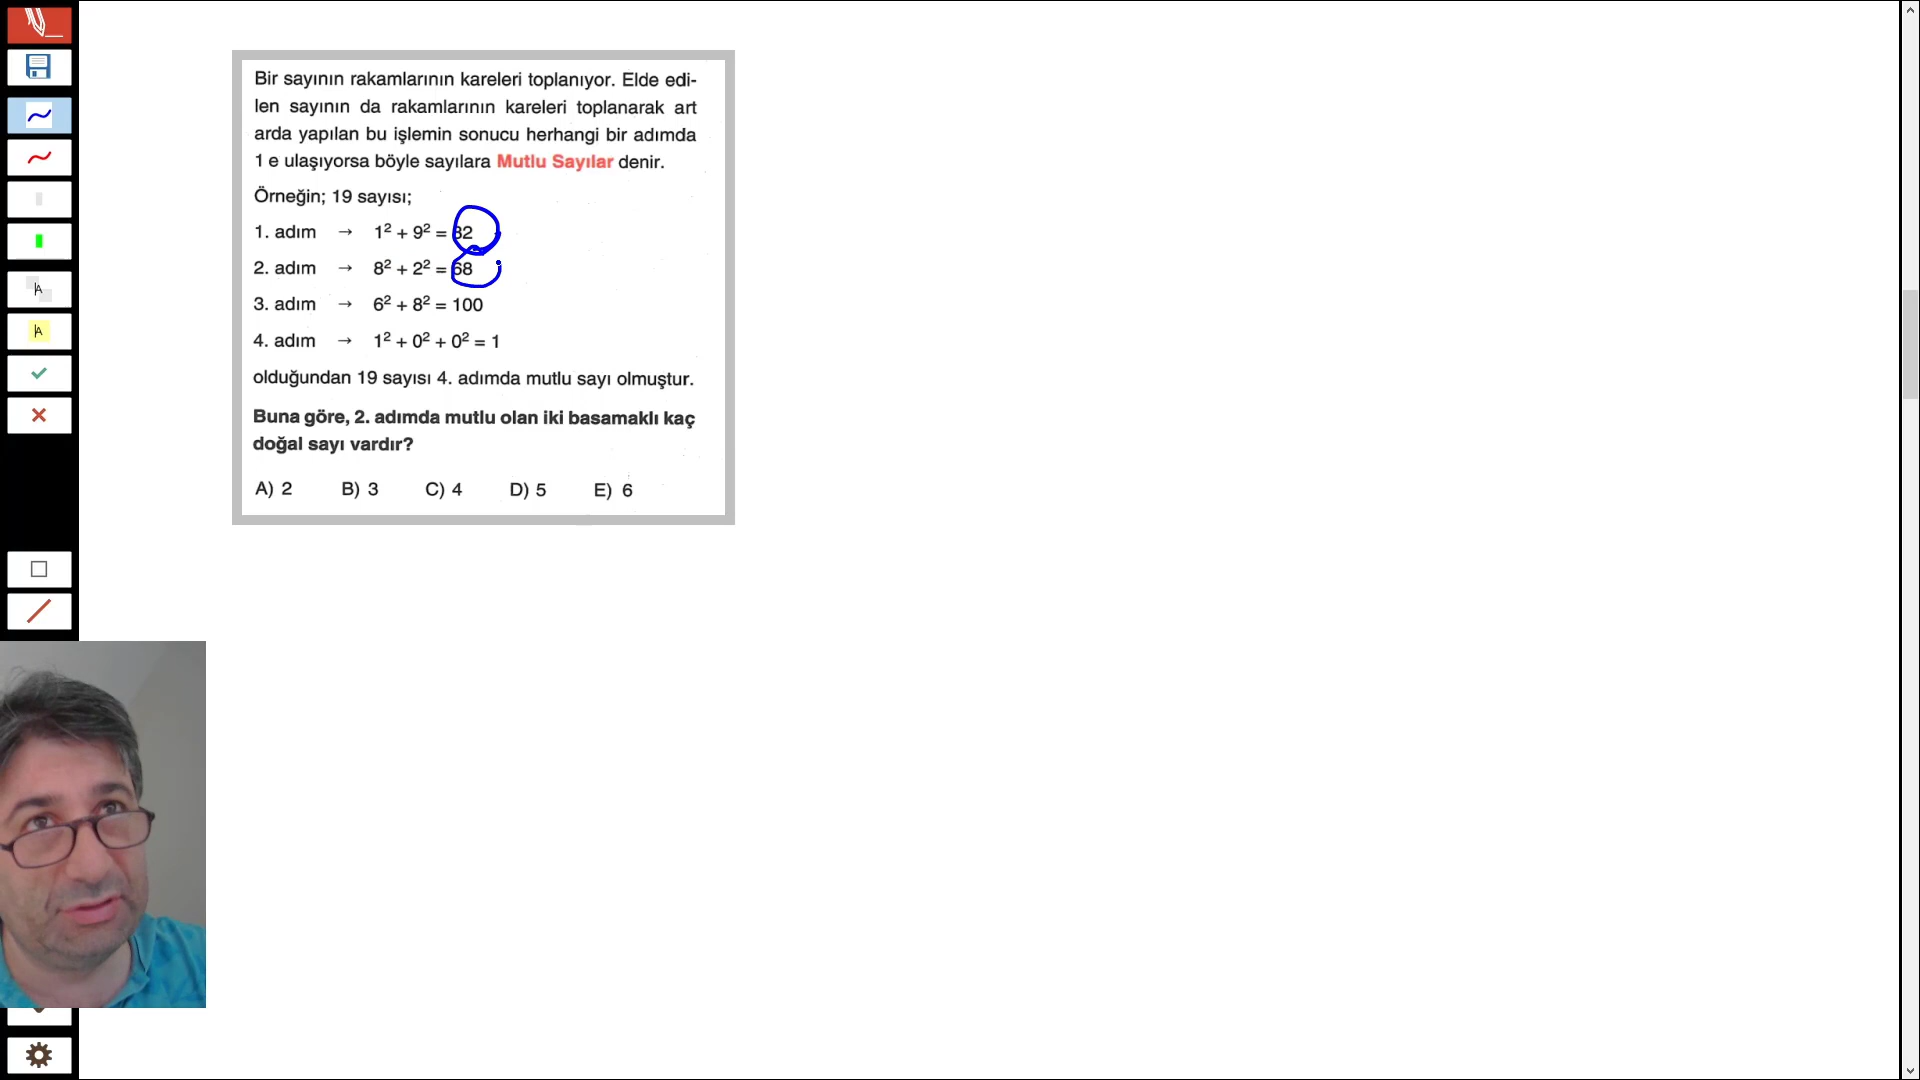 Bir sayının rakamlarının kareleri toplanıyor. Elde edi-
len sayının da rakamlarının kareleri toplanarak art
arda yapılan bu işlemin sonucu herhangi bir adımda
1 e ulaşıyorsa böyle sayılara Mutlu Sayılar denir.
Örneğin; 19 sayısı;
1. adım → 1² + 9² = 82
2. adım → 8² + 2² = 68
3. adım → 6² + 8² = 100
4. adım → 1² + 0² + 0² = 1
olduğundan 19 sayısı 4. adımda mutlu sayı olmuştur.
Buna göre, 2. adımda mutlu olan iki basamaklı kaç
doğal sayı vardır?
A) 2 B) 3 C) 4 D) 5 E) 6
A
A